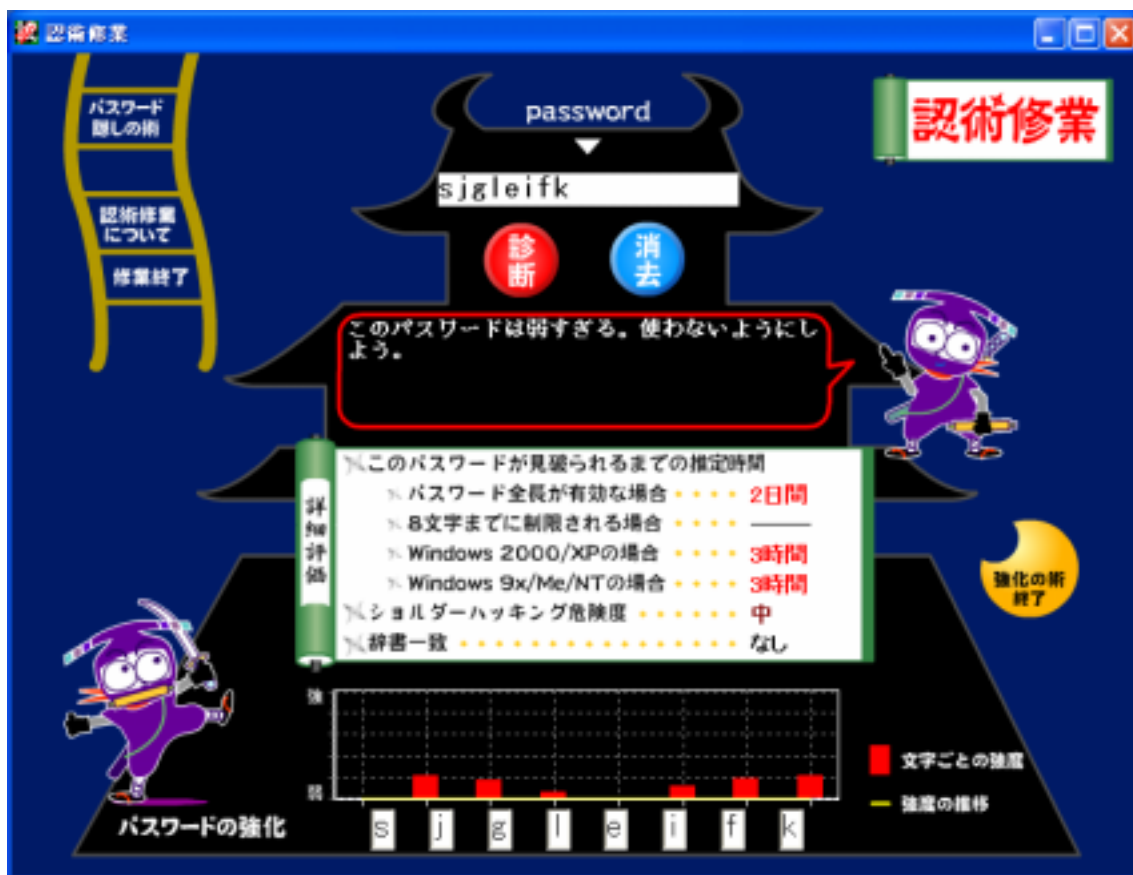 認術修業
パスワード
隠しの術
認術修業
について
修業終了
password
認術修業
sjgleifk
診断
消去
このパスワードは弱すぎる。使わないようにし
よう。
詳細評価
このパスワードが見破られるまでの推定時間
パスワード全長が有効な場合 ・・・・ 2日間
8文字までに制限される場合 ・・・・ ――
Windows 2000/XPの場合 ・・・・ 3時間
Windows 9x/Me/NTの場合 ・・・・ 3時間
ショルダーハッキング危険度 ・・・・・・ 中
辞書一致 ・・・・・・・・・・・・・・・ なし
強化の術
終了
強
弱
文字ごとの強度
強度の推移
パスワードの強化
s j g l e i f k